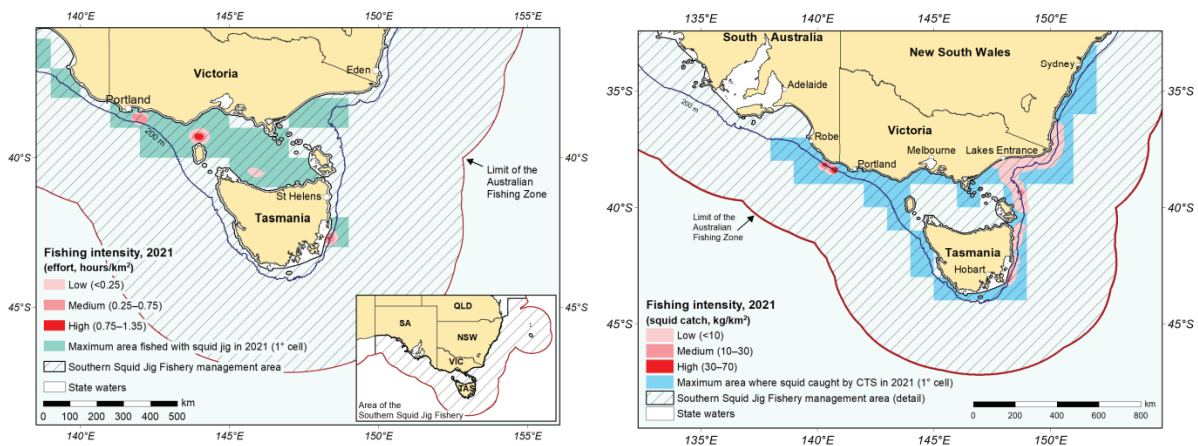 140°E 145°E 150°E 155°E
Victoria
Eden
Portland
200 m
40°S
40°S
Limit of the
Australian
Fishing Zone
St Helens
Tasmania
Fishing intensity, 2021
(effort, hours/km²)
Low (<0.25)
Medium (0.25–0.75)
High (0.75–1.35)
Maximum area fished with squid jig in 2021 (1° cell)
Southern Squid Jig Fishery management area
State waters
0 100 200 300 400 500
km
45°S
45°S
QLD
SA
NSW
VIC
TAS
Area of the
Southern Squid Jig Fishery
140°E 145°E 150°E 155°E
135°E 140°E 145°E 150°E
South Australia
New South Wales
Sydney
Adelaide
200 m
35°S
35°S
Robe
Victoria
Melbourne
Portland
Lakes Entrance
40°S
40°S
Limit of the
Australian
Fishing Zone
Tasmania
Hobart
Fishing intensity, 2021
(squid catch, kg/km²)
Low (<10)
Medium (10–30)
High (30–70)
Maximum area where squid caught by CTS in 2021 (1° cell)
Southern Squid Jig Fishery management area (detail)
State waters
45°S
45°S
km
0 200 400 600 800
135°E 140°E 145°E 150°E